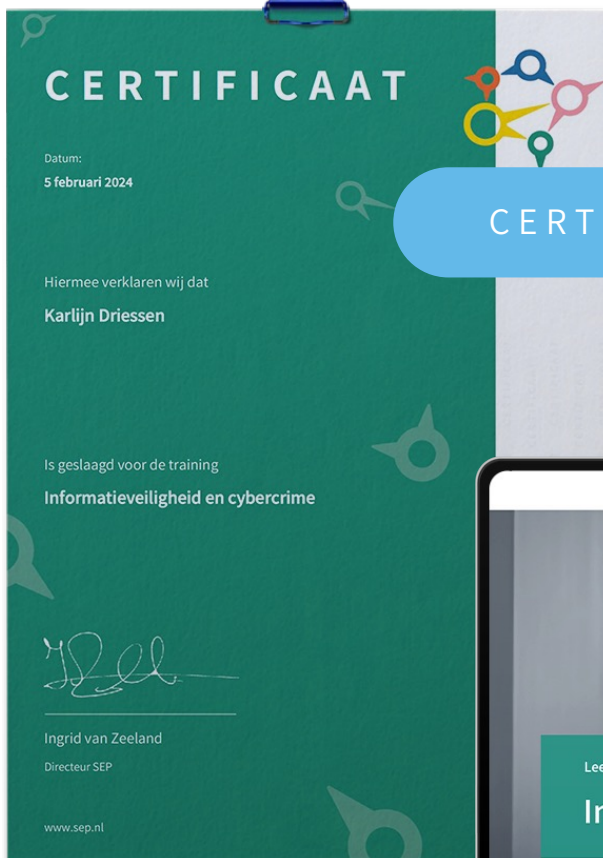 CERTIFICAAT
Datum:
5 februari 2024
CERT
Hiermee verklaren wij dat
Karlijn Driessen
Is geslaagd voor de training
Informatieveiligheid en cybercrime
Ingrid van Zeeland
Directeur SEP
www.sep.nl